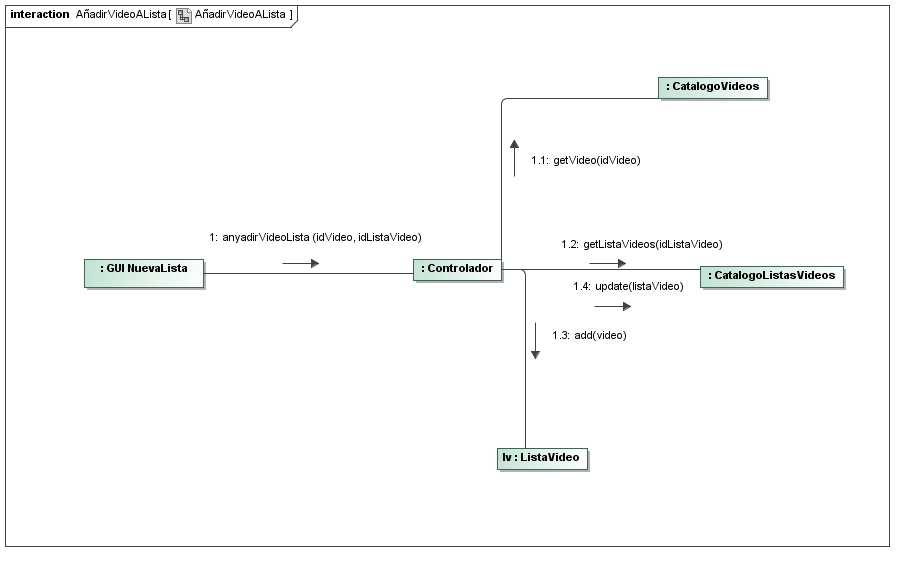 interaction AñadirVideoALista[ AñadirVideoALista ]
: CatalogoVideos
1.1: getVideo(idVideo)
1: anyadirVideoLista (idVideo, idListaVideo)
1.2: getListaVideos(idListaVideo)
: GUI NuevaLista
: Controlador
: CatalogoListasVideos
1.4: update(listaVideo)
1.3: add(video)
lv : ListaVideo